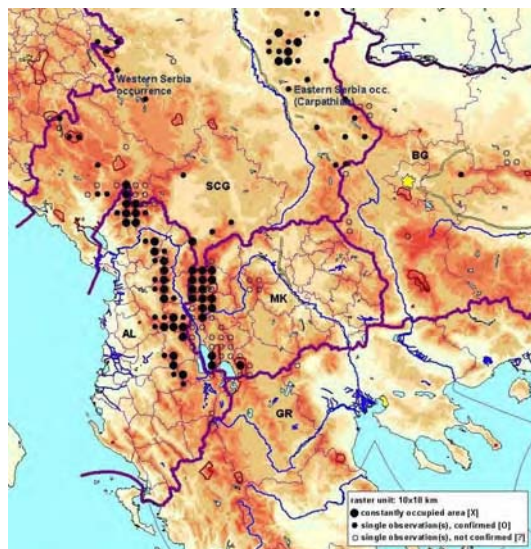 Western Serbia
occurrence
Eastern Serbia occ.
(Carpathian)
BG
SCG
MK
AL
GR
raster unit: 10x10 km
constantly occupied area [X]
single observation(s), confirmed [O]
single observation(s), not confirmed [?]